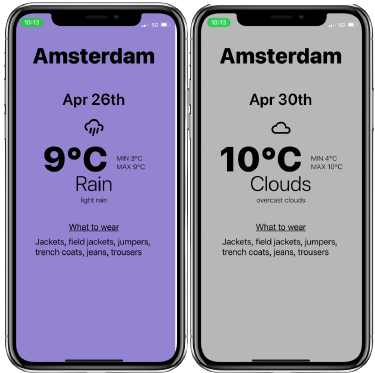 10:13
5G
Amsterdam
Apr 26th
9°C
MIN 3°C
MAX 9°C
Rain
light rain
What to wear
Jackets, field jackets, jumpers,
trench coats, jeans, trousers
10:13
5G
Amsterdam
Apr 30th
10°C
MIN 4°C
MAX 10°C
Clouds
overcast clouds
What to wear
Jackets, field jackets, jumpers,
trench coats, jeans, trousers